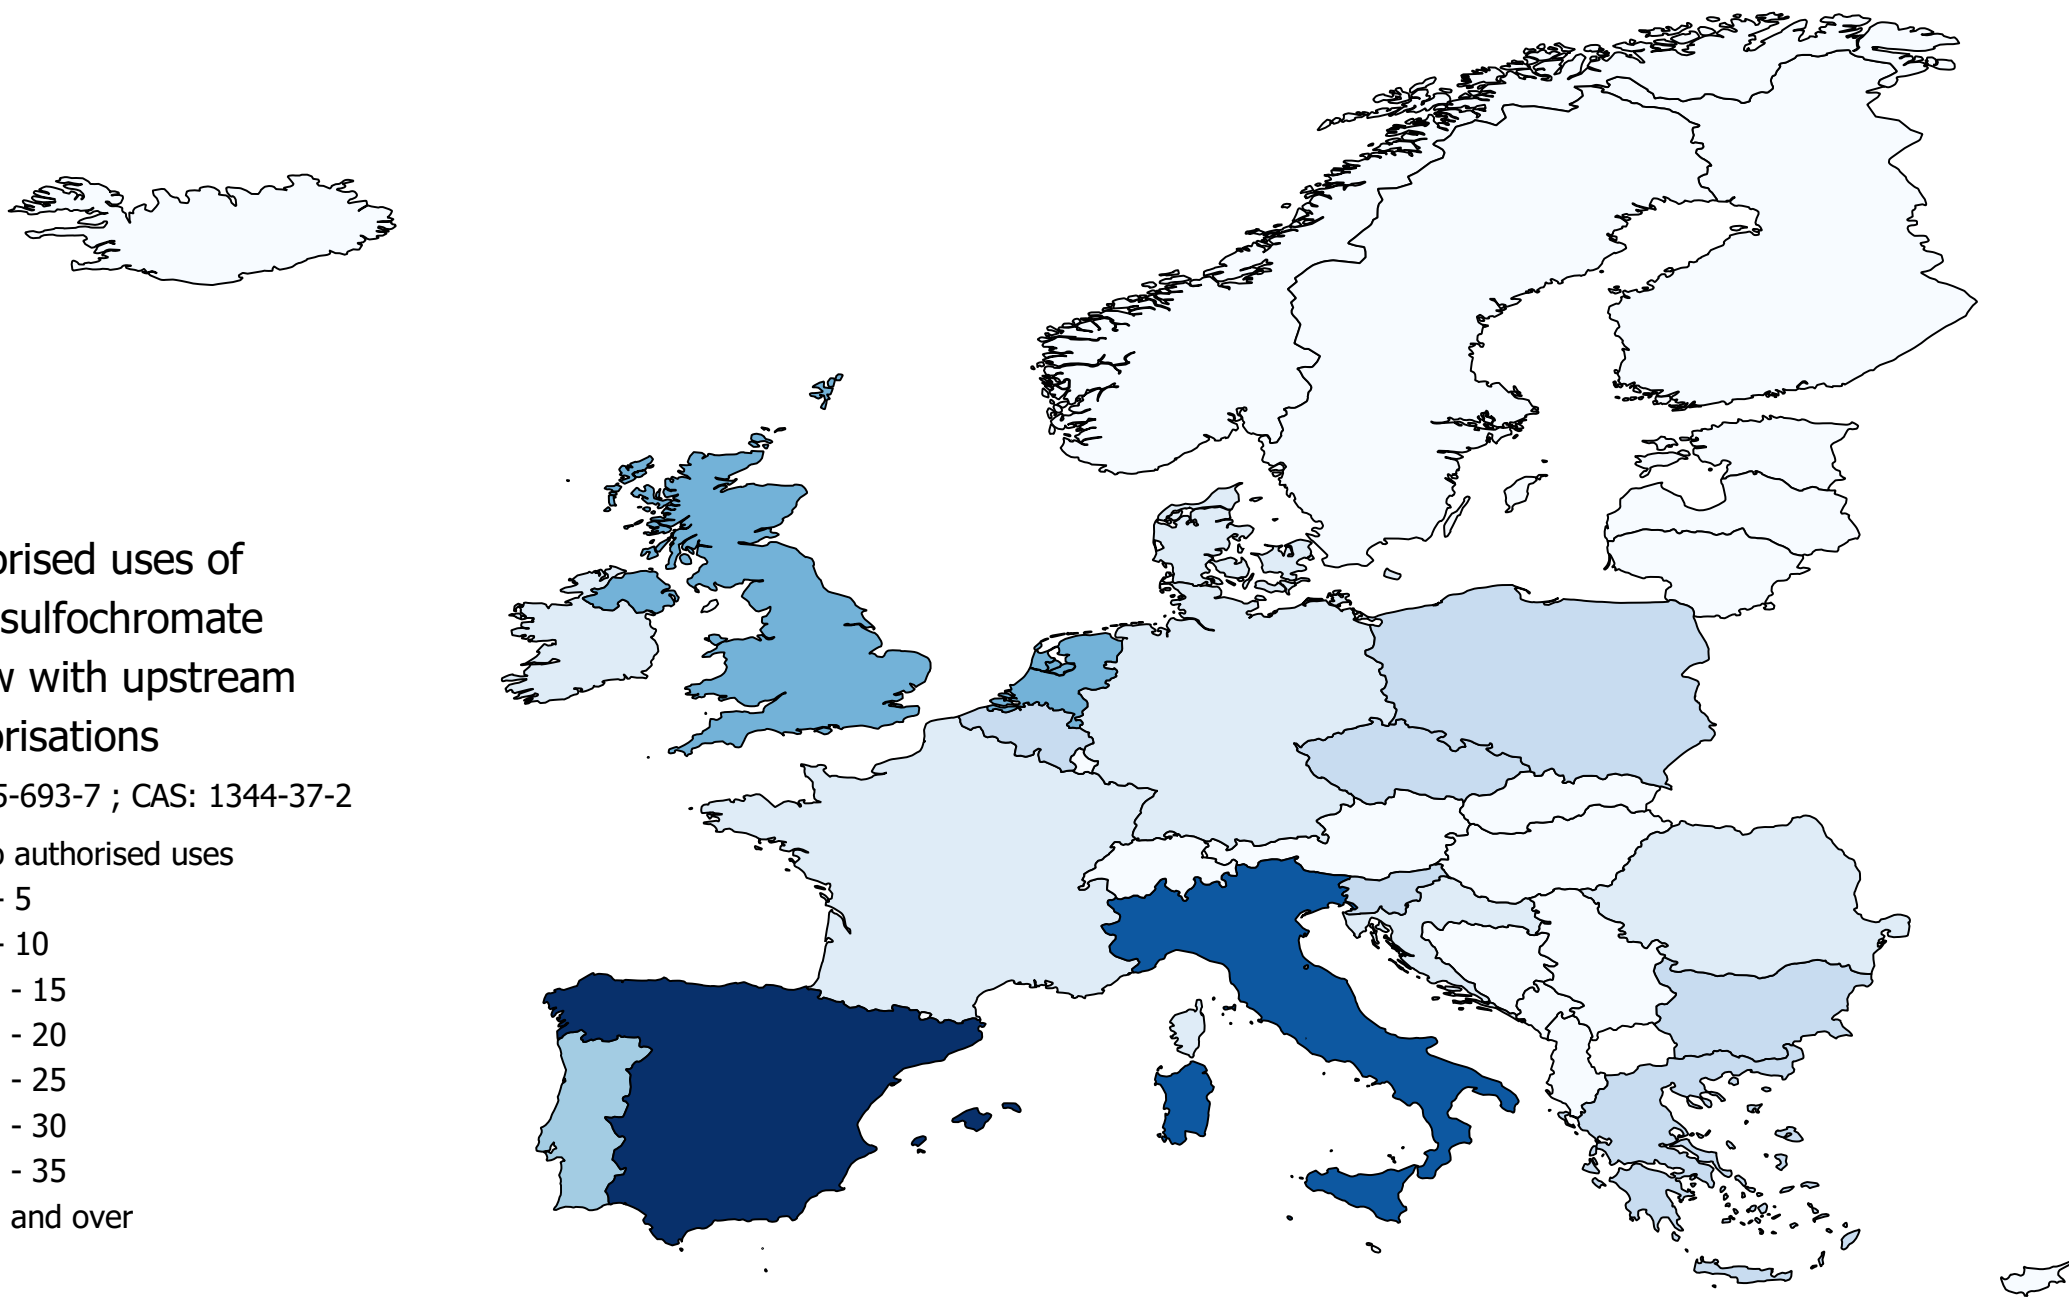 orised uses of
sulfochromate
w with upstream
orisations
5-693-7 ; CAS: 1344-37-2
o authorised uses
- 5
- 10
- 15
- 20
- 25
- 30
- 35
and over